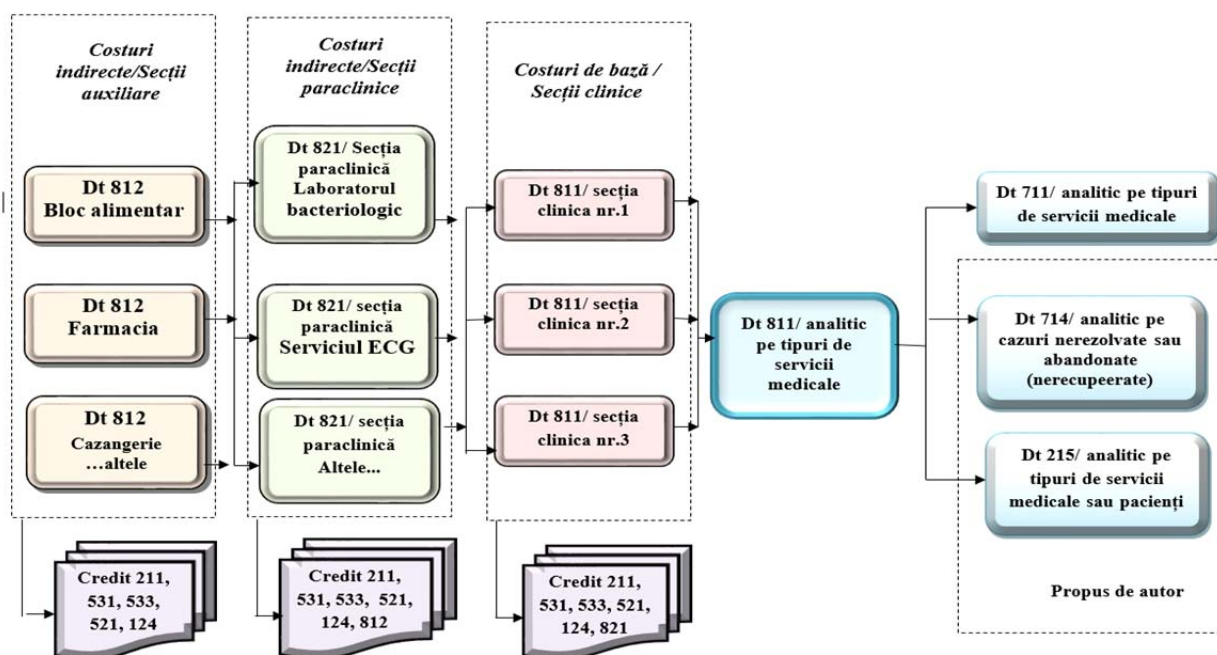 Costuri
indirecte/Secții
auxiliare
Dt 812
Bloc alimentar
Dt 812
Farmacia
Dt 812
Cazangerie
...altele
Credit 211,
531, 533,
521, 124
Costuri
indirecte/Secții
paraclinice
Dt 821/ Secția
paraclinică
Laboratorul
bacteriologic
Dt 821/ secția
paraclinică
Serviciul ECG
Dt 821/ secția
paraclinică
Altele...
Credit 211,
531, 533, 521,
124, 812
Costuri de bază /
Secții clinice
Dt 811/ secția
clinica nr.1
Dt 811/ secția
clinica nr.2
Dt 811/ secția
clinica nr.3
Credit 211,
531, 533, 521,
124, 821
Dt 811/ analitic
pe tipuri de
servicii
medicale
Dt 711/ analitic pe tipuri
de servicii medicale
Dt 714/ analitic pe
cazuri nerezolvate sau
abandonate
(nerecupeerate)
Dt 215/ analitic pe
tipuri de servicii
medicale sau pacienți
Propus de autor